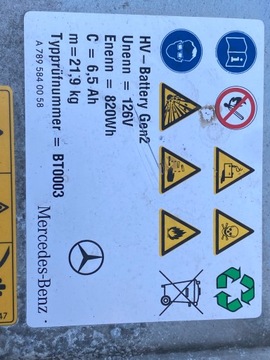 HV – Battery Gen2
Unenn = 126V
Enenn = 820Wh
C = 6,5 Ah
m = 21,9 kg
Typprüfnummer = BT0003
A 789 584 00 58
Mercedes-Benz
47